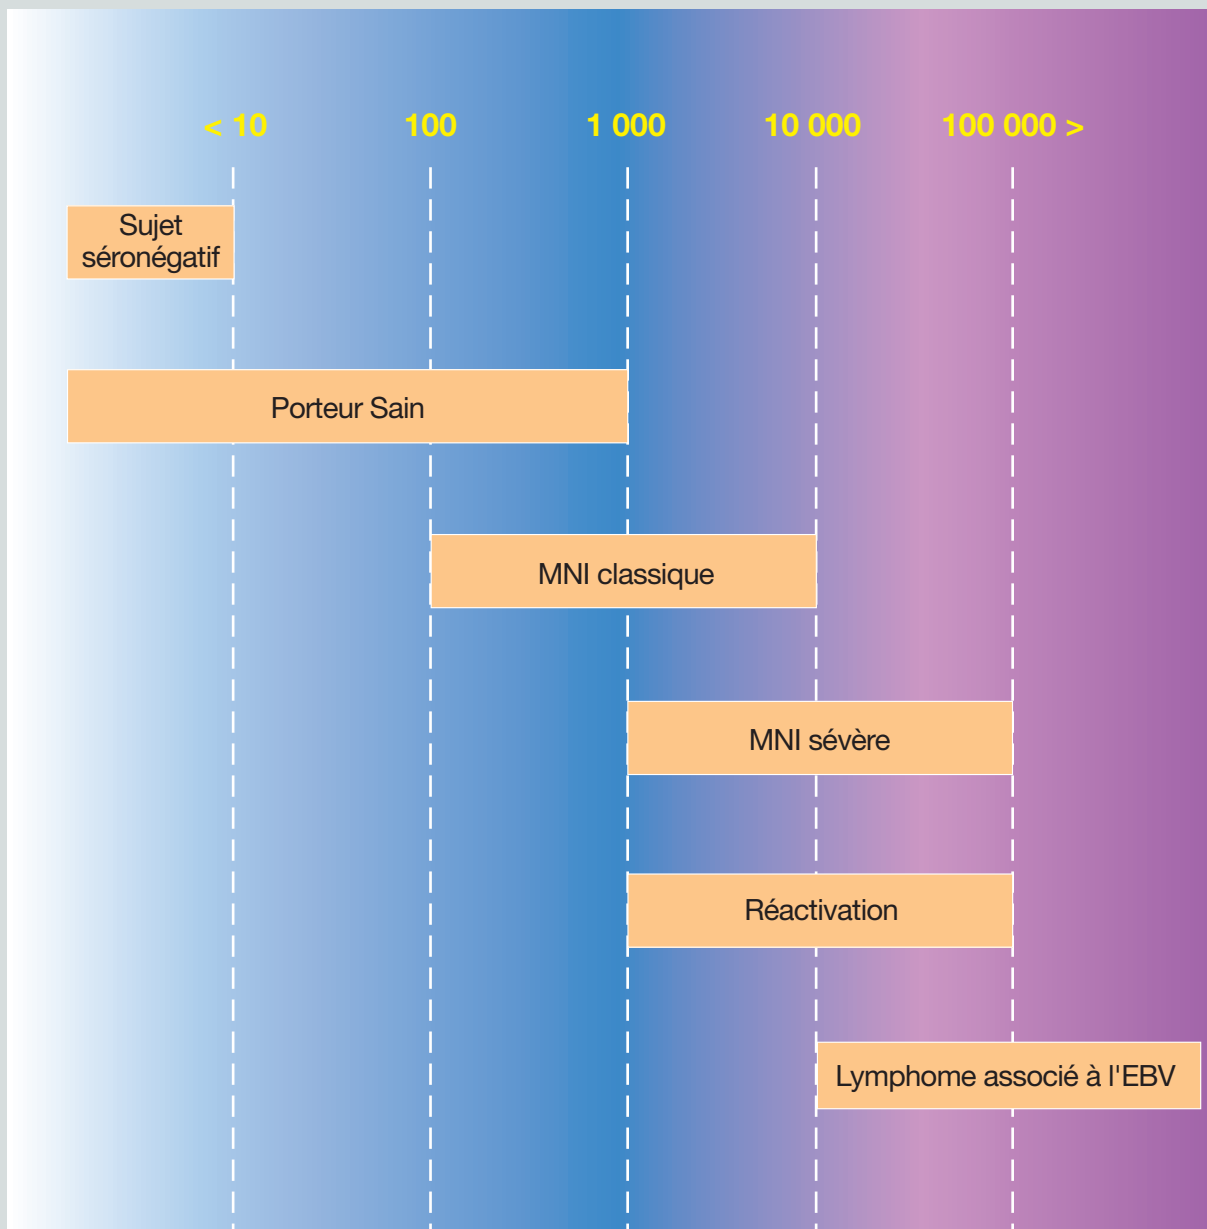 < 10 100 1 000 10 000 100 000 >
Sujet
séronégatif
Porteur Sain
MNI classique
MNI sévère
Réactivation
Lymphome associé à l'EBV